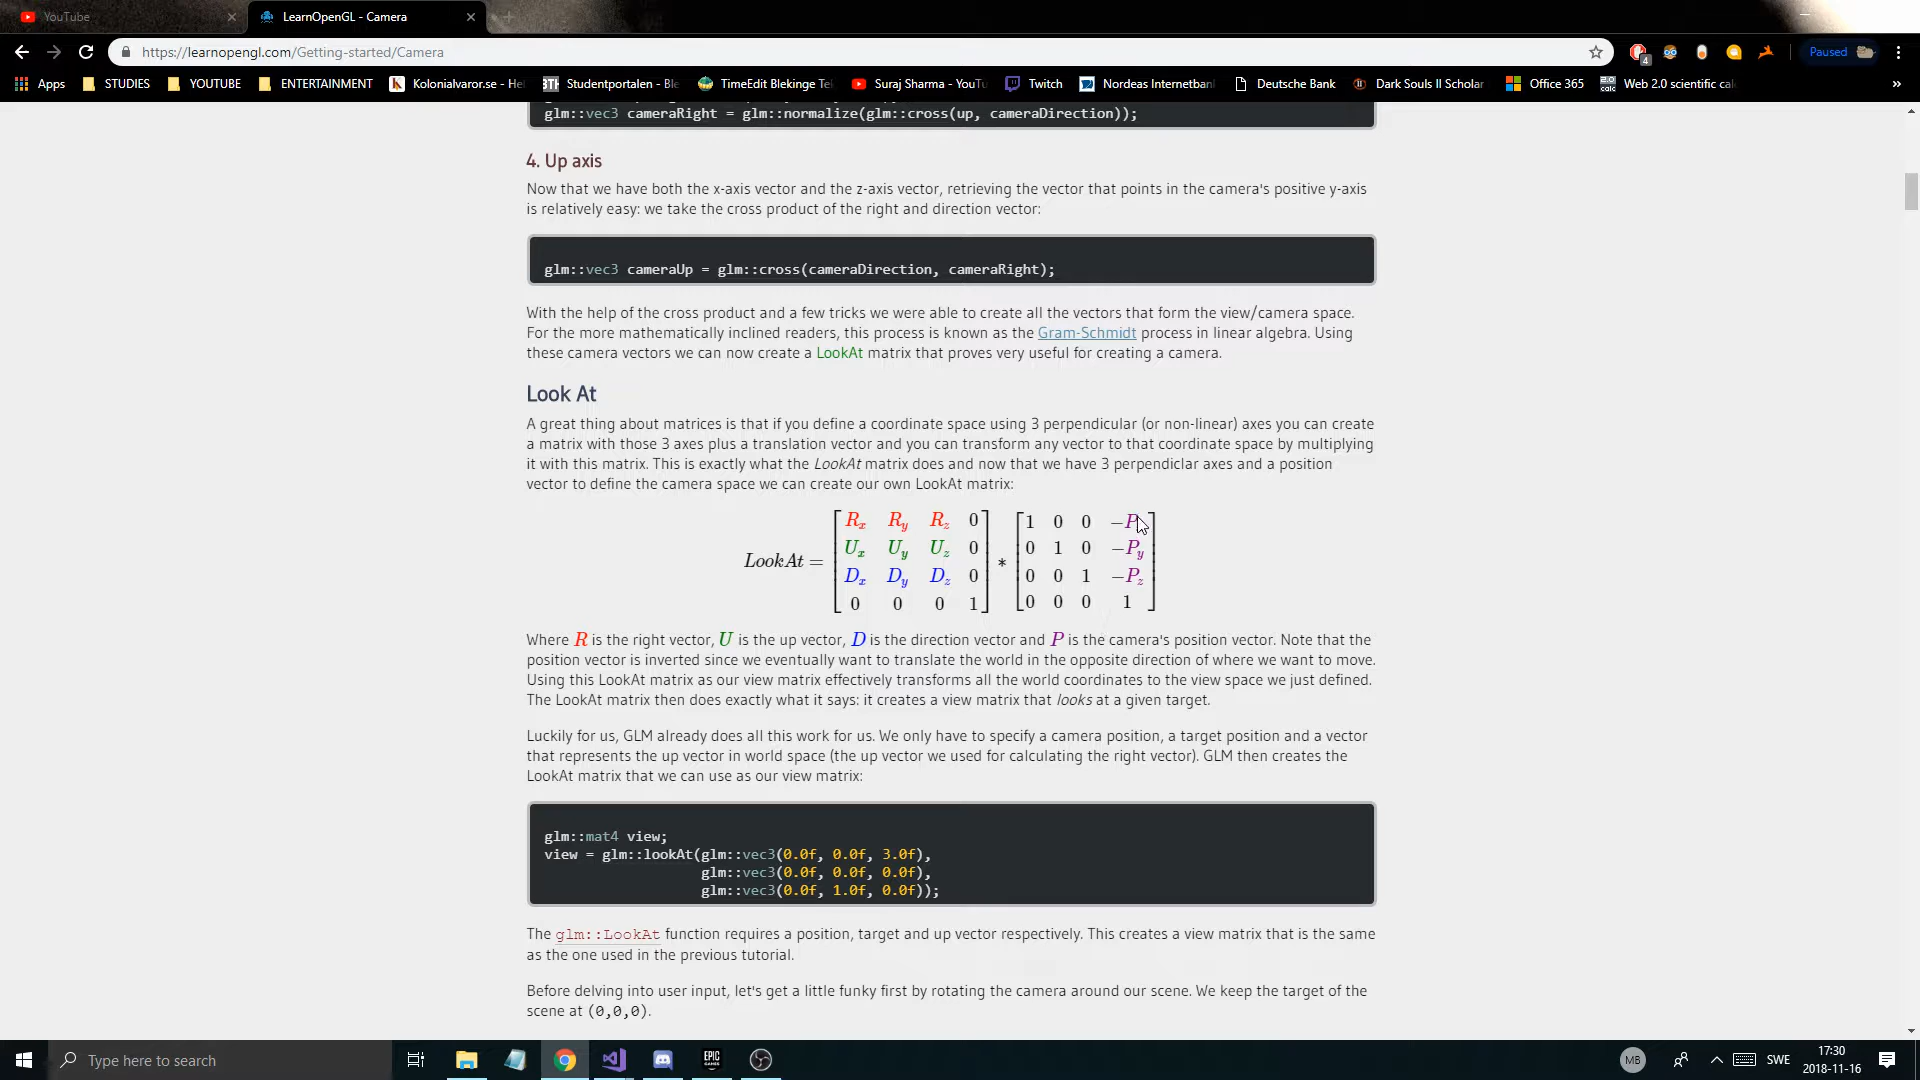 YouTube
LearnOpenGL - Camera
https://learnopengl.com/Getting-started/Camera
4
Paused
Apps
STUDIES
YOUTUBE
ENTERTAINMENT
Kolonialvaror.se - He
Studentportalen - Ble
TimeEdit Blekinge Te
Suraj Sharma - YouTu
Twitch
Nordeas Internetban
Deutsche Bank
Dark Souls II Scholar
Office 365
Web 2.0 scientific cal
»
glm::vec3 cameraRight = glm::normalize(glm::cross(up, cameraDirection));
4. Up axis
Now that we have both the x-axis vector and the z-axis vector, retrieving the vector that points in the camera's positive y-axis
is relatively easy: we take the cross product of the right and direction vector:
glm::vec3 cameraUp = glm::cross(cameraDirection, cameraRight);
With the help of the cross product and a few tricks we were able to create all the vectors that form the view/camera space.
For the more mathematically inclined readers, this process is known as the Gram-Schmidt process in linear algebra. Using
these camera vectors we can now create a LookAt matrix that proves very useful for creating a camera.
Look At
A great thing about matrices is that if you define a coordinate space using 3 perpendicular (or non-linear) axes you can create
a matrix with those 3 axes plus a translation vector and you can transform any vector to that coordinate space by multiplying
it with this matrix. This is exactly what the LookAt matrix does and now that we have 3 perpendiclar axes and a position
vector to define the camera space we can create our own LookAt matrix:
Rx Ry Rz 0 1 0 0 −P
Ux Uy Uz 0 0 1 0 −Py
LookAt = *
Dx Dy Dz 0 0 0 1 −Pz
0 0 0 1 0 0 0 1
Where R is the right vector, U is the up vector, D is the direction vector and P is the camera's position vector. Note that the
position vector is inverted since we eventually want to translate the world in the opposite direction of where we want to move.
Using this LookAt matrix as our view matrix effectively transforms all the world coordinates to the view space we just defined.
The LookAt matrix then does exactly what it says: it creates a view matrix that looks at a given target.
Luckily for us, GLM already does all this work for us. We only have to specify a camera position, a target position and a vector
that represents the up vector in world space (the up vector we used for calculating the right vector). GLM then creates the
LookAt matrix that we can use as our view matrix:
glm::mat4 view;
view = glm::lookAt(glm::vec3(0.0f, 0.0f, 3.0f),
glm::vec3(0.0f, 0.0f, 0.0f),
glm::vec3(0.0f, 1.0f, 0.0f));
The glm::LookAt function requires a position, target and up vector respectively. This creates a view matrix that is the same
as the one used in the previous tutorial.
Before delving into user input, let's get a little funky first by rotating the camera around our scene. We keep the target of the
scene at (0,0,0).
Type here to search
EPIC GAMES
MB
SWE
17:30
2018-11-16